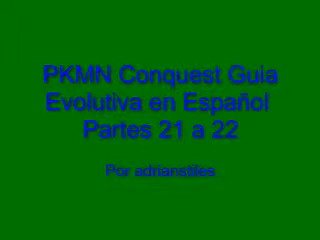 PKMN Conquest Guia
Evolutiva en Español
Partes 21 a 22
Por adrianstiles